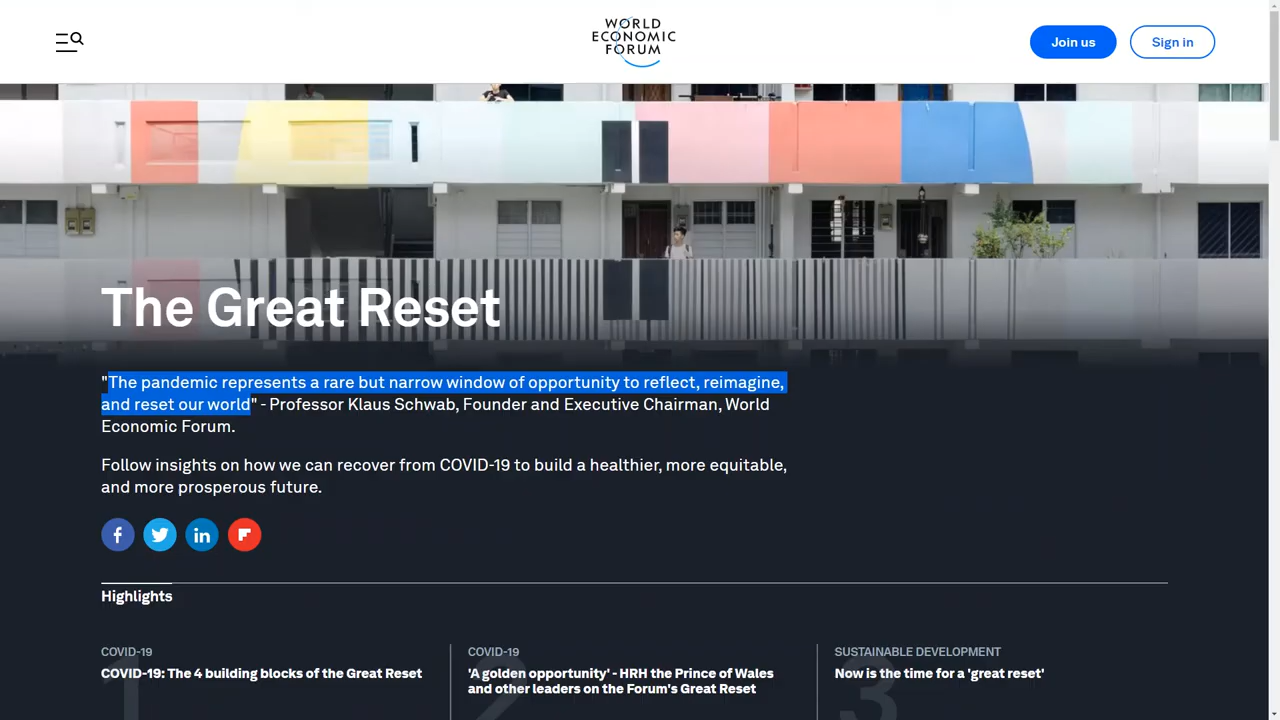 WORLD
ECONOMIC
FORUM
Join us
Sign in
The Great Reset
"The pandemic represents a rare but narrow window of opportunity to reflect, reimagine,
and reset our world" - Professor Klaus Schwab, Founder and Executive Chairman, World
Economic Forum.
Follow insights on how we can recover from COVID-19 to build a healthier, more equitable,
and more prosperous future.
Highlights
1
COVID-19
COVID-19: The 4 building blocks of the Great Reset
2
COVID-19
'A golden opportunity' - HRH the Prince of Wales
and other leaders on the Forum's Great Reset
3
SUSTAINABLE DEVELOPMENT
Now is the time for a 'great reset'